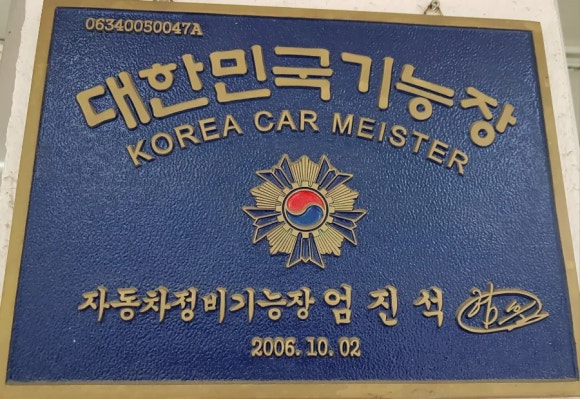 06340050047A
대한민국기능장
KOREA CAR MEISTER
자동차정비기능장 엄진석
2006. 10. 02